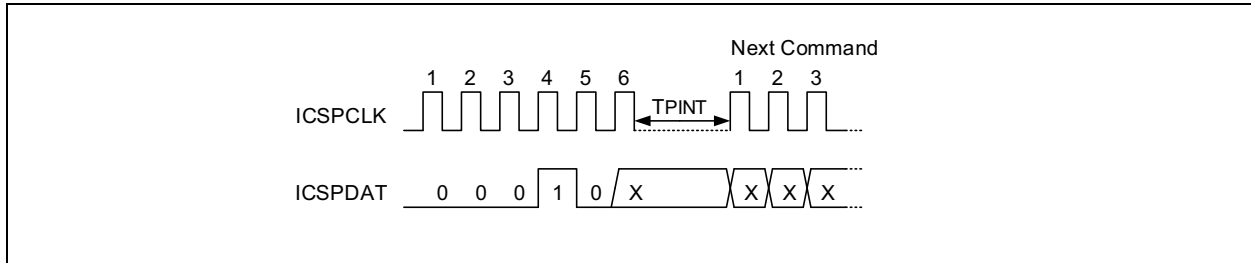 Next Command
1 2 3 4 5 6 1 2 3
ICSPCLK TPINT
ICSPDAT 0 0 0 1 0 X X X X